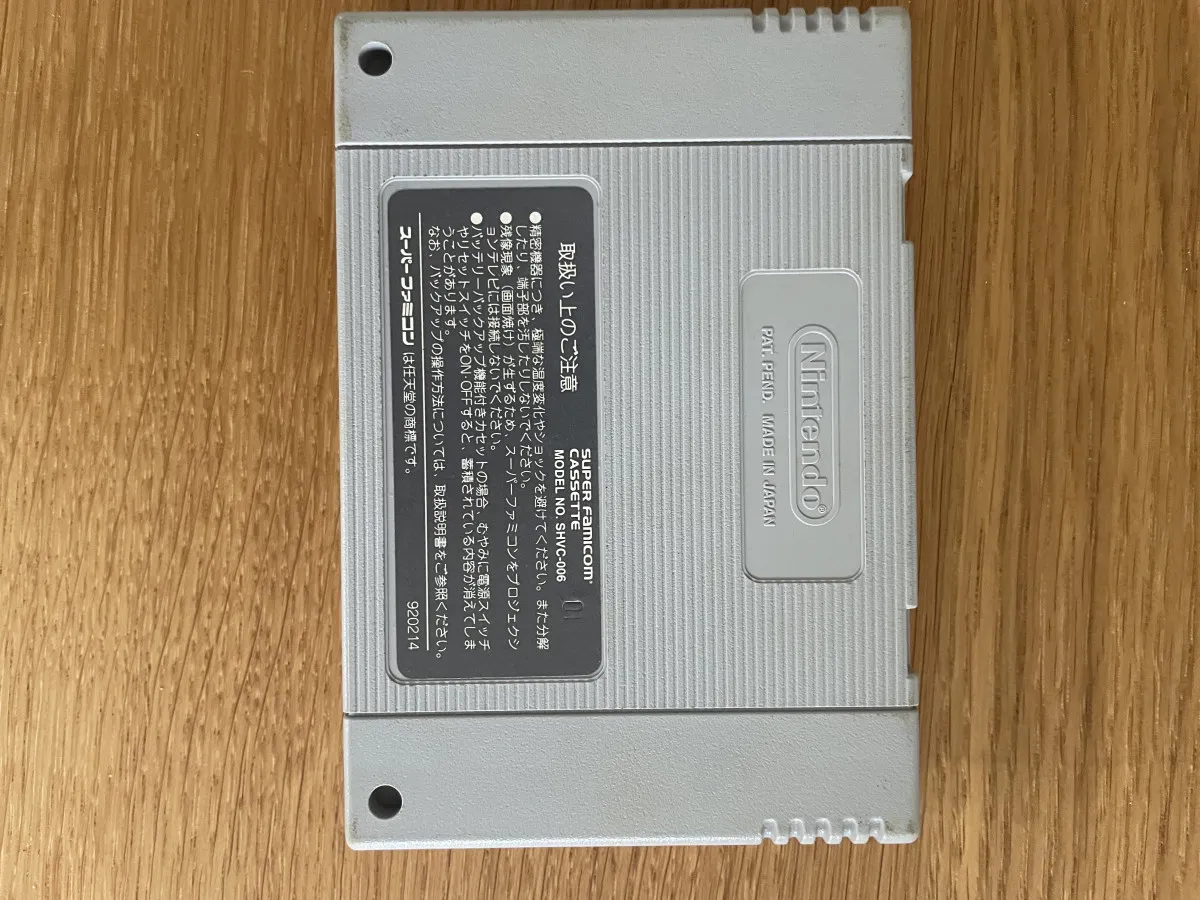 Nintendo®
PAT. PEND. MADE IN JAPAN
SUPER Famicom®
CASSETTE
MODEL NO. SHVC-006
01
取扱い上のご注意
●精密機器につき、極端な温度変化やショックを避けてください。また分解
したり、端子部を汚したりしないでください。
●残像現象（画面焼け）が生ずるため、スーパーファミコンをプロジェクシ
ョンテレビには接続しないでください。
●バッテリーバックアップ機能付きカセットの場合、むやみに電源スイッチ
やリセットスイッチをON・OFFすると、蓄積されている内容が消えてしま
うことがあります。
なお、バックアップの操作方法については、取扱説明書をご参照ください。
スーパーファミコン は任天堂の商標です。 920214